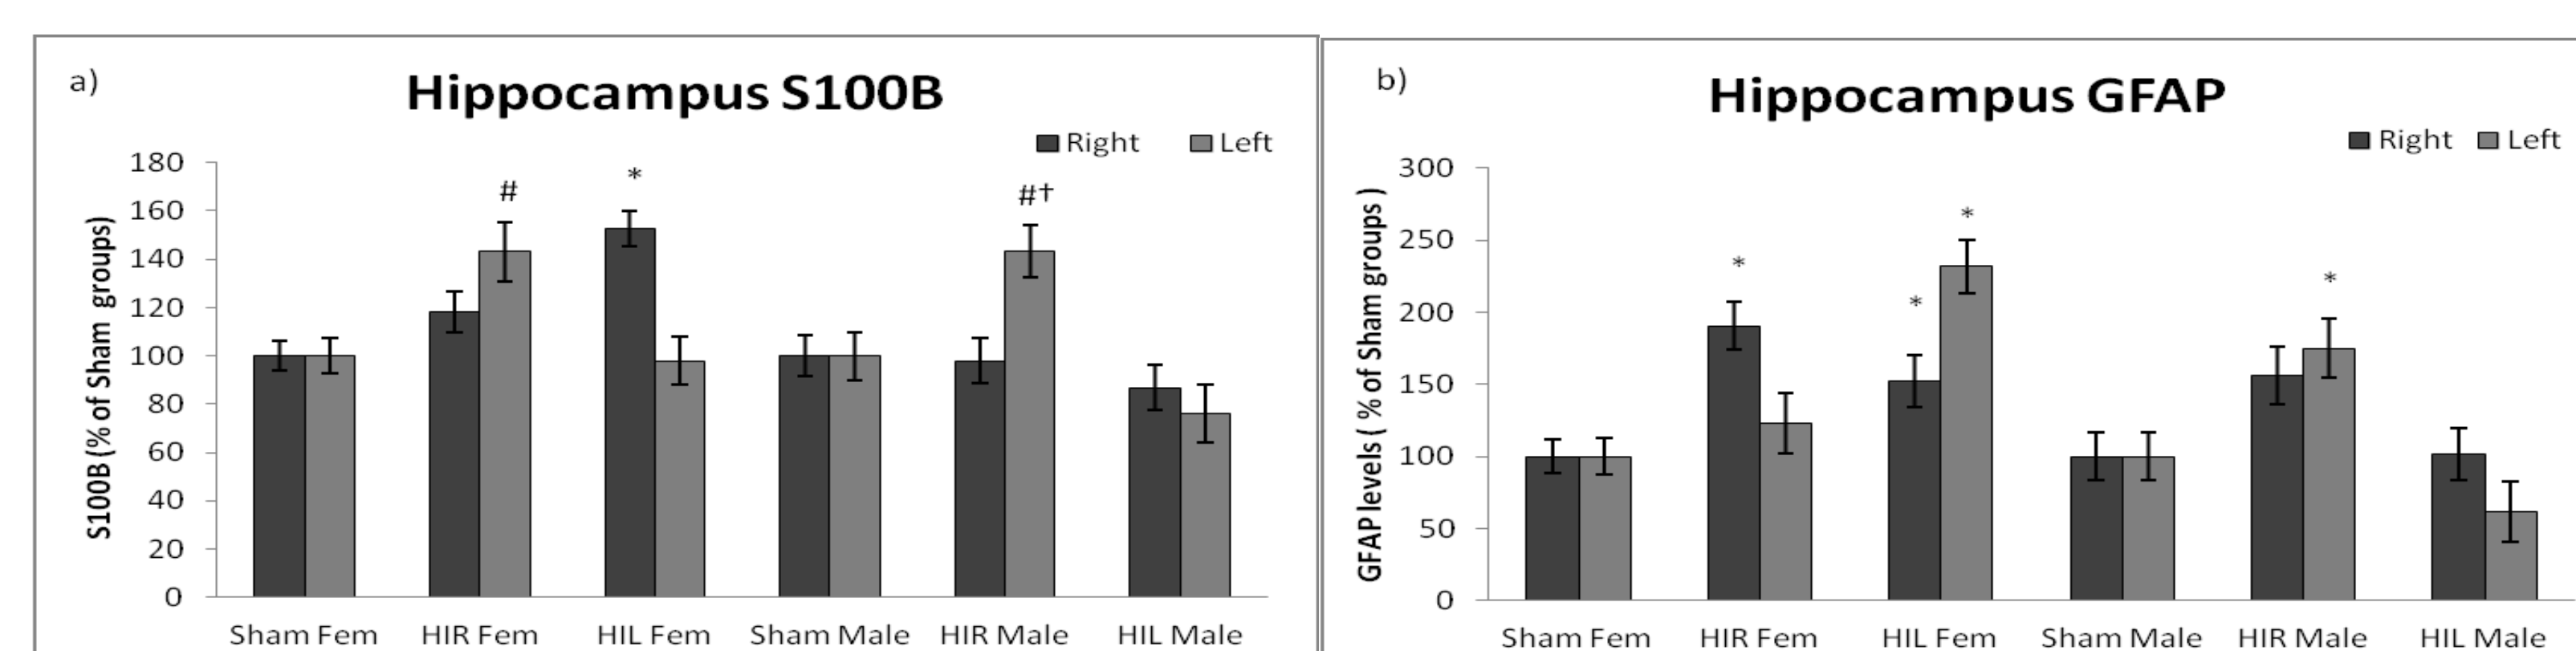 a)
Hippocampus S100B
Right Left
S100B (% of Sham groups)
180
160
140
120
100
80
60
40
20
0
#
*
#†
Sham Fem HIR Fem HIL Fem Sham Male HIR Male HIL Male
b)
Hippocampus GFAP
Right Left
GFAP levels ( % of Sham groups )
300
250
200
150
100
50
0
*
*
*
*
Sham Fem HIR Fem HIL Fem Sham Male HIR Male HIL Male